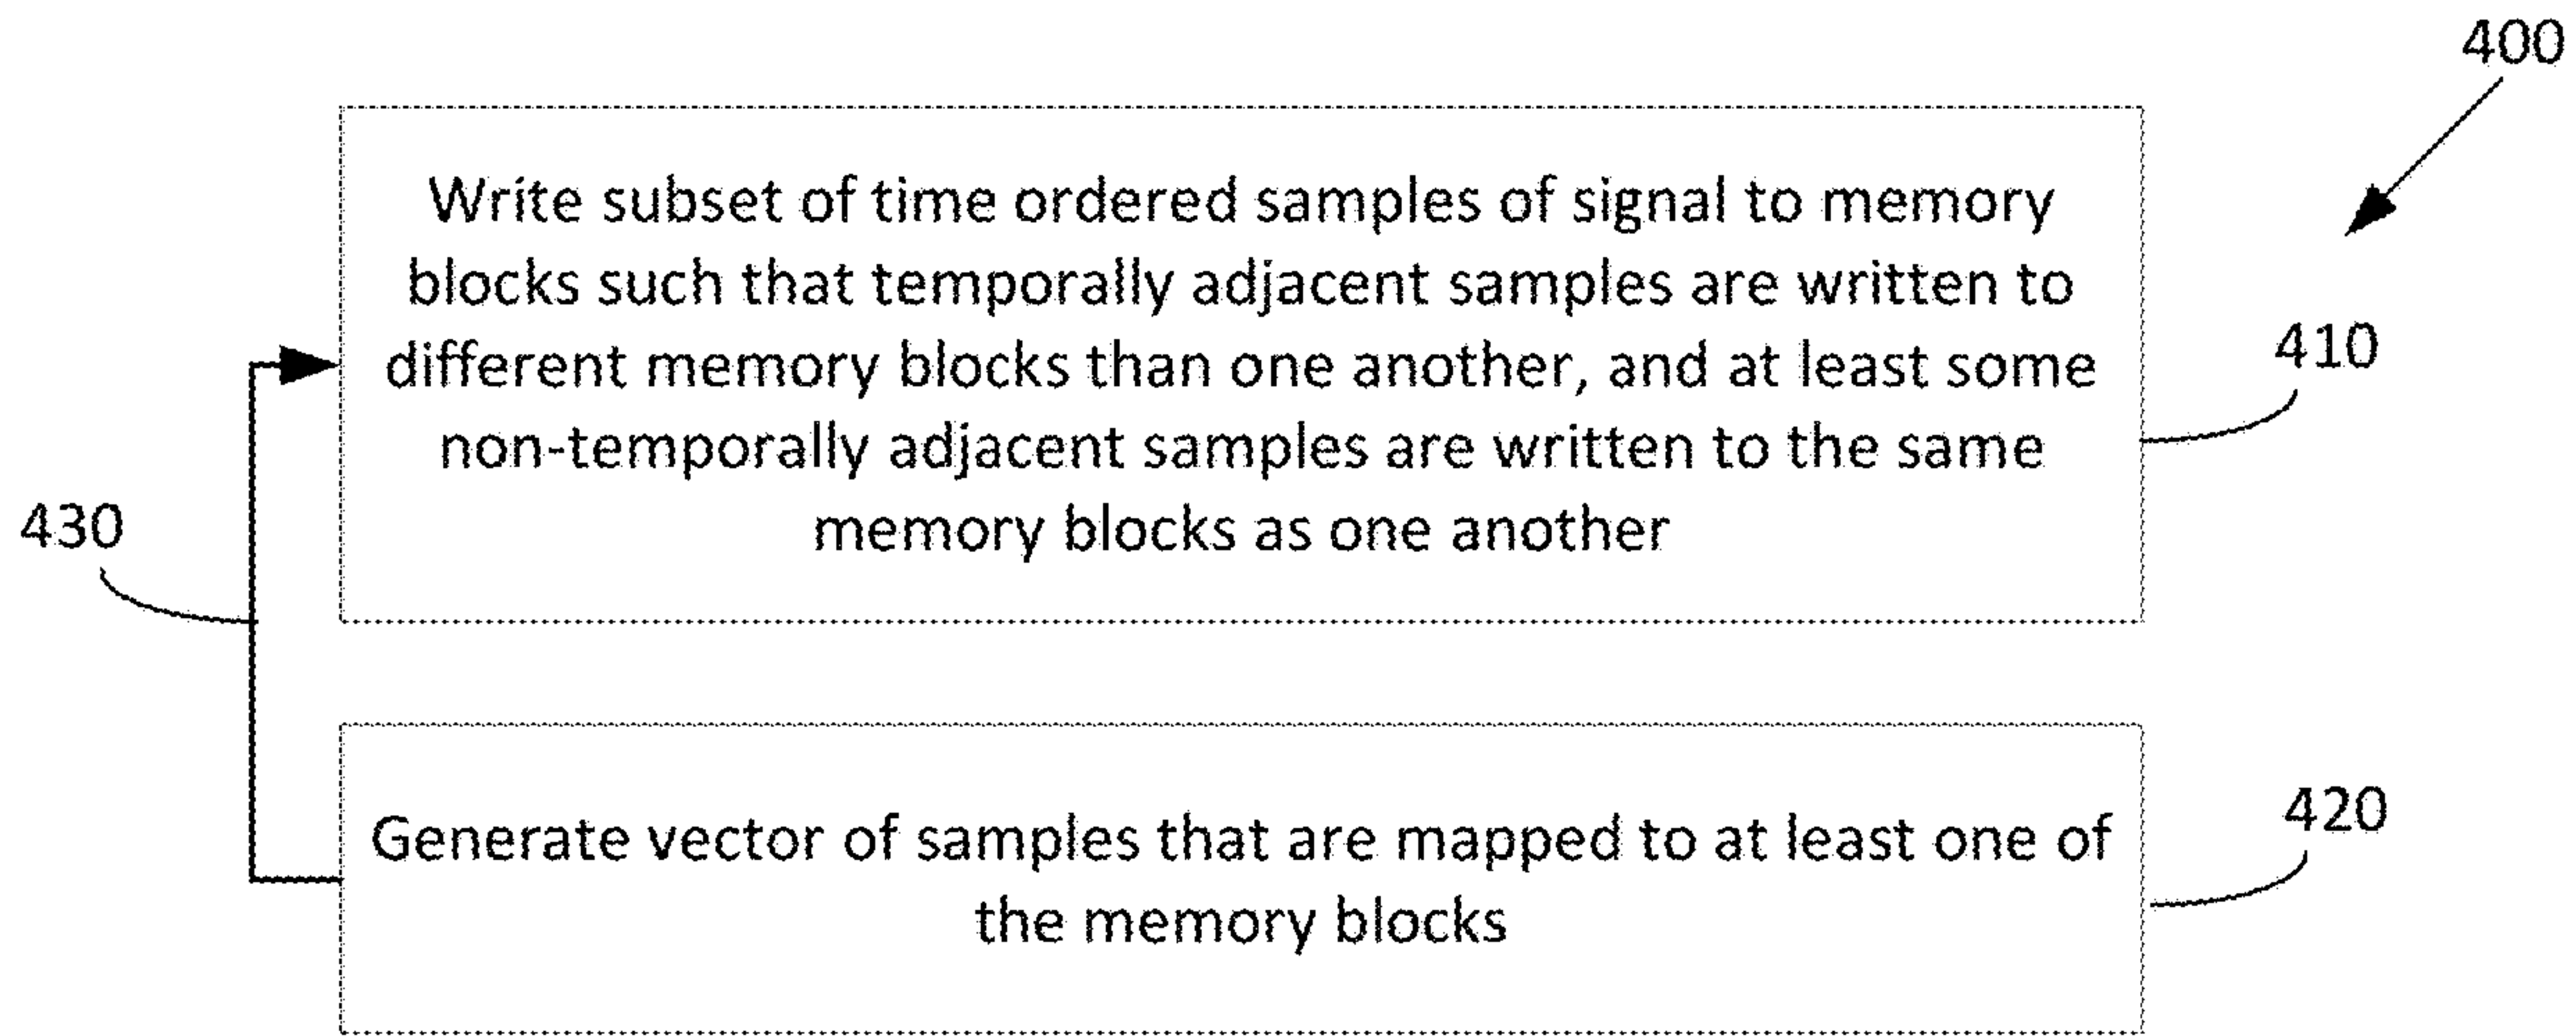 400
Write subset of time ordered samples of signal to memory
blocks such that temporally adjacent samples are written to
different memory blocks than one another, and at least some
non-temporally adjacent samples are written to the same
memory blocks as one another
410
430
Generate vector of samples that are mapped to at least one of
the memory blocks
420